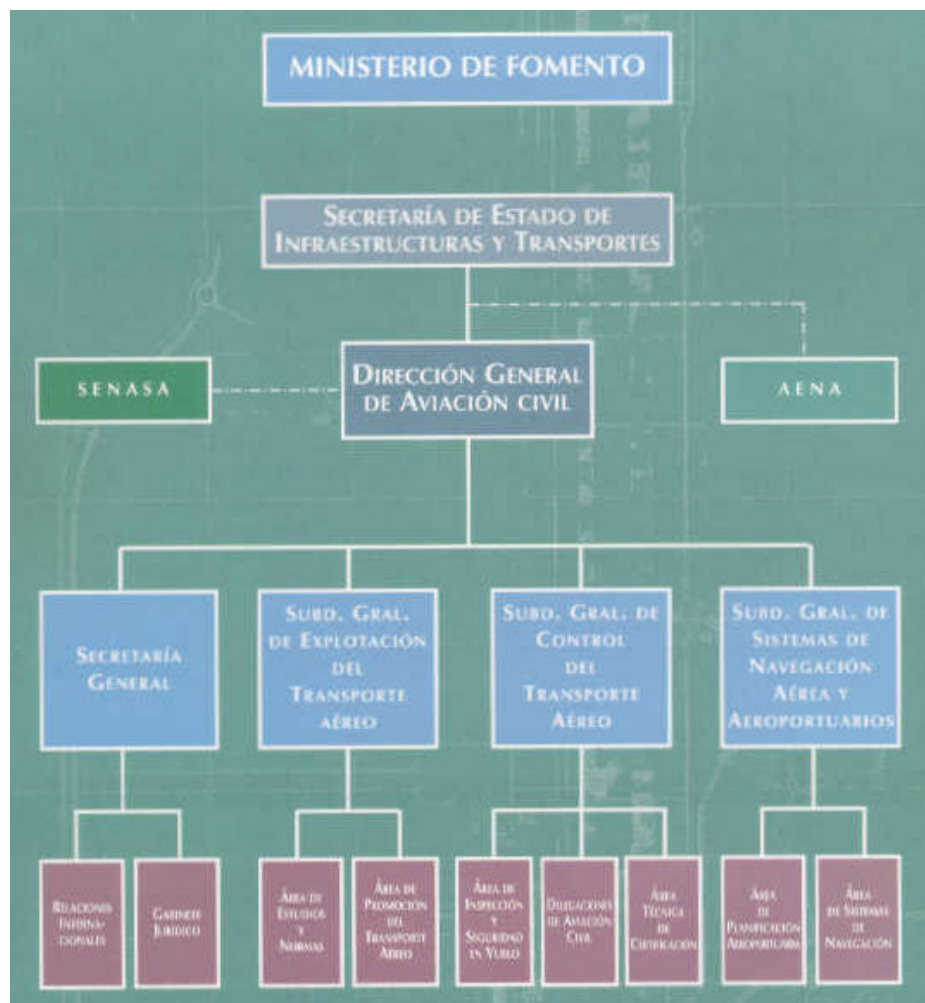 MINISTERIO DE FOMENTO
SECRETARÍA DE ESTADO DE
INFRAESTRUCTURAS Y TRANSPORTES
SENASA
DIRECCIÓN GENERAL
DE AVIACIÓN CIVIL
AENA
SECRETARÍA
GENERAL
SUBD. GRAL.
DE EXPLOTACIÓN
DEL
TRANSPORTE
AÉREO
SUBD. GRAL. DE
CONTROL
DEL
TRANSPORTE
AÉREO
SUBD. GRAL. DE
SISTEMAS DE
NAVEGACIÓN
AÉREA Y
AEROPORTUARIOS
RELACIONES
INTERNA-
CIONALES
GABINETE
JURÍDICO
ÁREA DE
ESTUDIOS
Y
NORMAS
ÁREA DE
PROMOCIÓN
DEL
TRANSPORTE
AÉREO
ÁREA DE
INSPECCIÓN
Y
SEGURIDAD
EN VUELO
DELEGACIONES
DE AVIACIÓN
CIVIL
ÁREA
TÉCNICA
DE
CERTIFICACIÓN
ÁREA
DE
PLANIFICACIÓN
AEROPORTUARIA
ÁREA
DE SISTEMAS
DE
NAVEGACIÓN